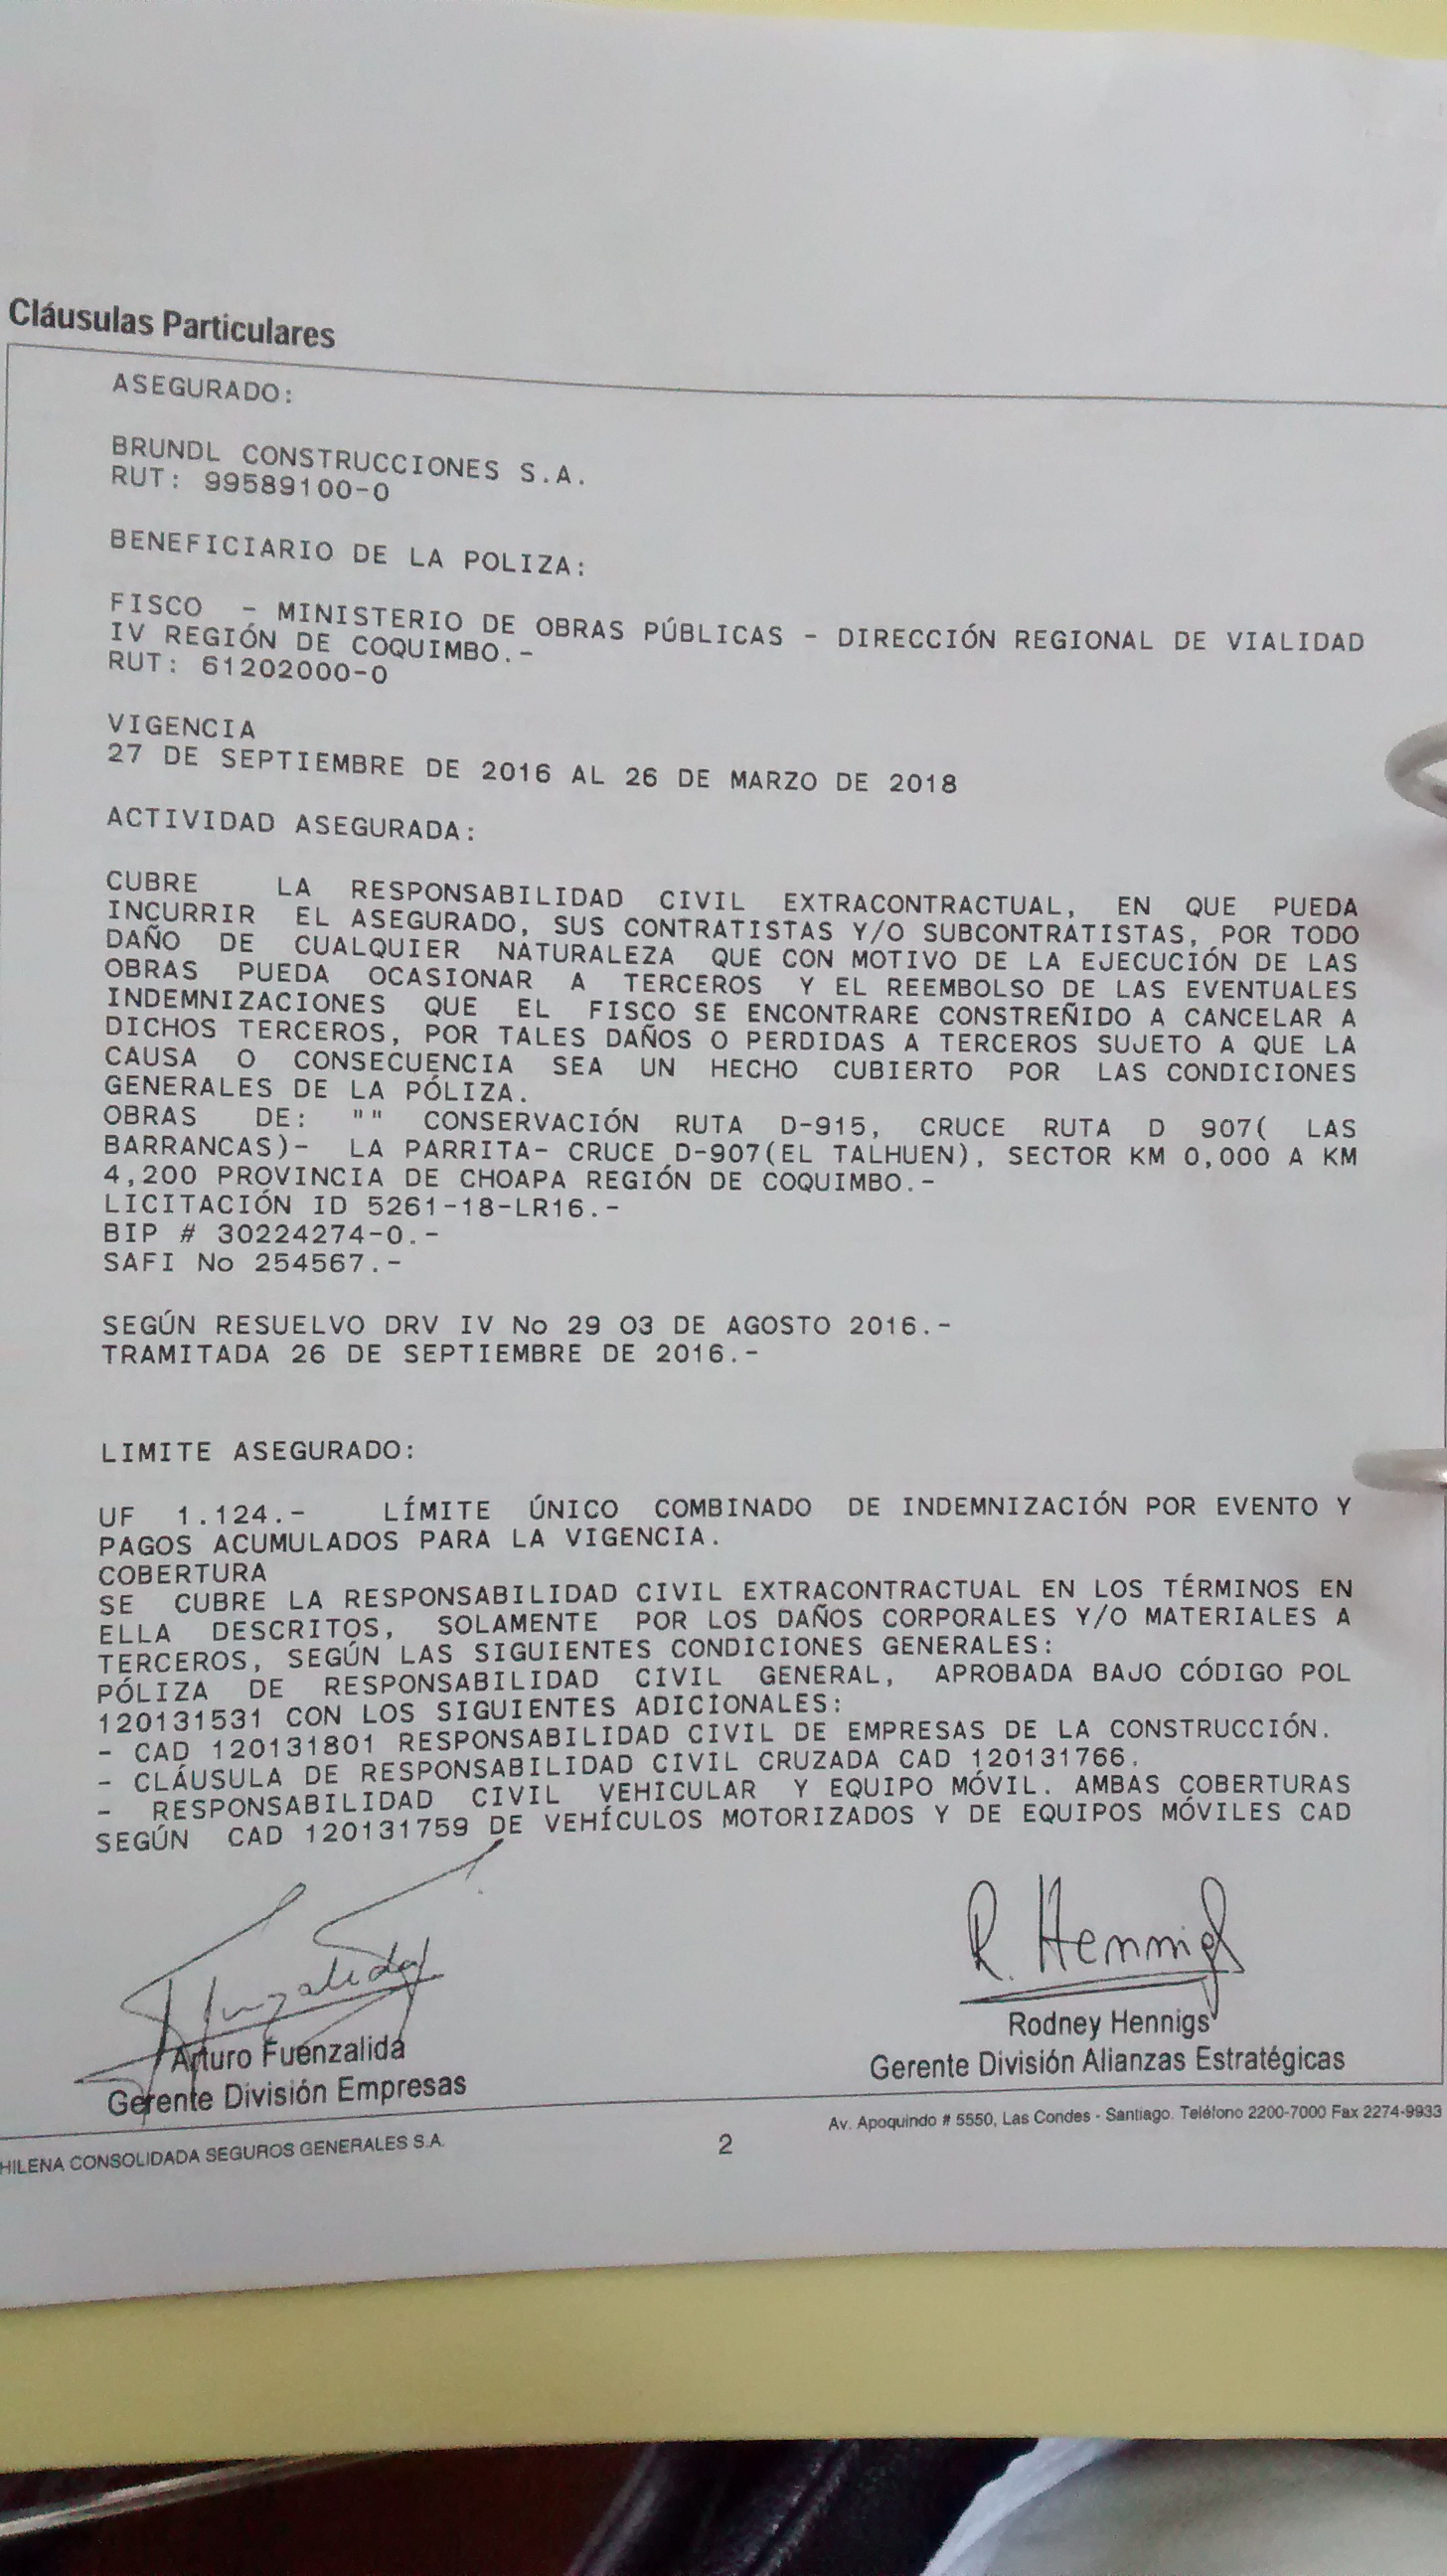 Cláusulas Particulares
ASEGURADO:
BRUNDL CONSTRUCCIONES S.A.
RUT: 99589100-0
BENEFICIARIO DE LA POLIZA:
FISCO - MINISTERIO DE OBRAS PÚBLICAS - DIRECCIÓN REGIONAL DE VIALIDAD
IV REGIÓN DE COQUIMBO.-
RUT: 61202000-0
VIGENCIA
27 DE SEPTIEMBRE DE 2016 AL 26 DE MARZO DE 2018
ACTIVIDAD ASEGURADA:
CUBRE LA RESPONSABILIDAD CIVIL EXTRACONTRACTUAL, EN QUE PUEDA
INCURRIR EL ASEGURADO, SUS CONTRATISTAS Y/O SUBCONTRATISTAS, POR TODO
DAÑO DE CUALQUIER NATURALEZA QUE CON MOTIVO DE LA EJECUCIÓN DE LAS
OBRAS PUEDA OCASIONAR A TERCEROS Y EL REEMBOLSO DE LAS EVENTUALES
INDEMNIZACIONES QUE EL FISCO SE ENCONTRARE CONSTREÑIDO A CANCELAR A
DICHOS TERCEROS, POR TALES DAÑOS O PERDIDAS A TERCEROS SUJETO A QUE LA
CAUSA O CONSECUENCIA SEA UN HECHO CUBIERTO POR LAS CONDICIONES
GENERALES DE LA PÓLIZA.
OBRAS DE: "" CONSERVACIÓN RUTA D-915, CRUCE RUTA D 907( LAS
BARRANCAS)- LA PARRITA- CRUCE D-907(EL TALHUEN), SECTOR KM 0,000 A KM
4,200 PROVINCIA DE CHOAPA REGIÓN DE COQUIMBO.-
LICITACIÓN ID 5261-18-LR16.-
BIP # 30224274-0.-
SAFI No 254567.-
SEGÚN RESUELVO DRV IV No 29 03 DE AGOSTO 2016.-
TRAMITADA 26 DE SEPTIEMBRE DE 2016.-
LIMITE ASEGURADO:
UF 1.124.- LÍMITE ÚNICO COMBINADO DE INDEMNIZACIÓN POR EVENTO Y
PAGOS ACUMULADOS PARA LA VIGENCIA.
COBERTURA
SE CUBRE LA RESPONSABILIDAD CIVIL EXTRACONTRACTUAL EN LOS TÉRMINOS EN
ELLA DESCRITOS, SOLAMENTE POR LOS DAÑOS CORPORALES Y/O MATERIALES A
TERCEROS, SEGÚN LAS SIGUIENTES CONDICIONES GENERALES:
PÓLIZA DE RESPONSABILIDAD CIVIL GENERAL, APROBADA BAJO CÓDIGO POL
120131531 CON LOS SIGUIENTES ADICIONALES:
- CAD 120131801 RESPONSABILIDAD CIVIL DE EMPRESAS DE LA CONSTRUCCIÓN.
- CLÁUSULA DE RESPONSABILIDAD CIVIL CRUZADA CAD 120131766.
- RESPONSABILIDAD CIVIL VEHICULAR Y EQUIPO MÓVIL. AMBAS COBERTURAS
SEGÚN CAD 120131759 DE VEHÍCULOS MOTORIZADOS Y DE EQUIPOS MÓVILES CAD
Fuenzalida
R. Hennigs
Arturo Fuenzalida
Gerente División Empresas
Rodney Hennigs
Gerente División Alianzas Estratégicas
HILENA CONSOLIDADA SEGUROS GENERALES S.A.
2
Av. Apoquindo # 5550, Las Condes - Santiago. Teléfono 2200-7000 Fax 2274-9933